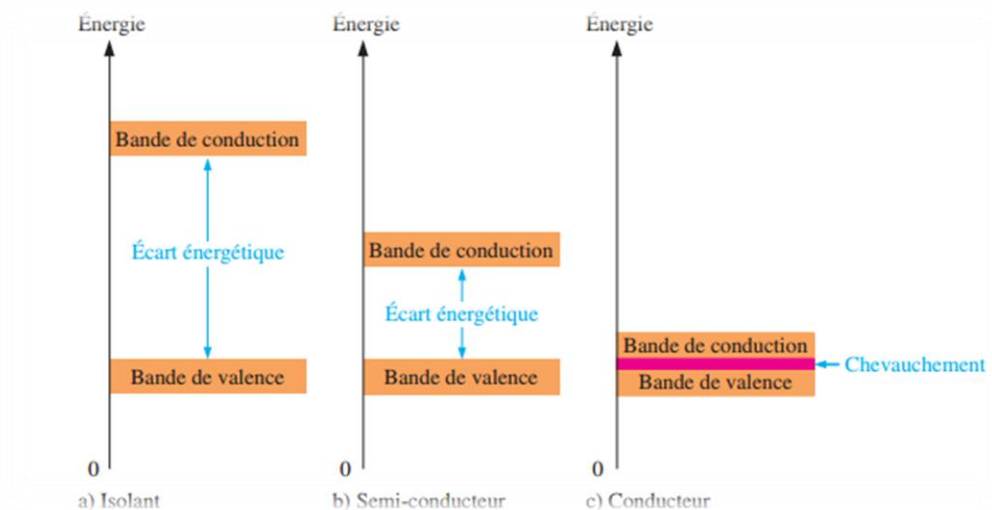 Énergie
Bande de conduction
Écart énergétique
Bande de valence
0
a) Isolant
Énergie
Bande de conduction
Écart énergétique
Bande de valence
0
b) Semi-conducteur
Énergie
Bande de conduction
Chevauchement
Bande de valence
0
c) Conducteur